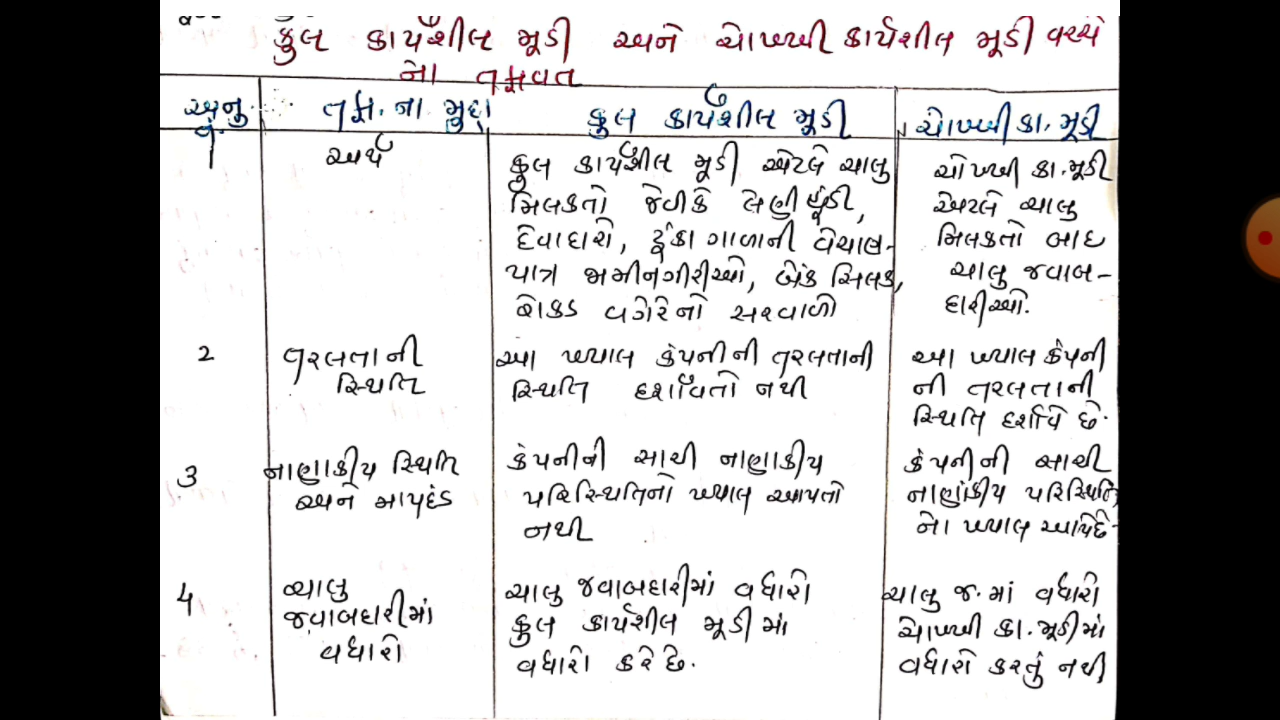 કુલ કાર્યશીલ મૂડી અને ચોખ્ખી કાર્યશીલ મૂડી વચ્ચે
નો તફાવત
અનુ નં.
તફા. ના મુદ્દા
કુલ કાર્યશીલ મૂડી
ચોખ્ખી કા. મૂડી
1
અર્થ
કુલ કાર્યશીલ મૂડી એટલે ચાલુ
મિલકતો જેવીકે લેણીહૂંડી,
દેવાદારો, ટૂંકા ગાળાની વેચાણ-
પાત્ર જામીનગીરીઓ, બેંક સિલક,
રોકડ વગેરેનો સરવાળો
ચોખ્ખી કા. મૂડી
એટલે ચાલુ
મિલકતો બાદ
ચાલુ જવાબ-
દારીઓ.
2
તરલતાની
સ્થિતિ
આ ખ્યાલ કંપનીની તરલતાની
સ્થિતિ દર્શાવતો નથી
આ ખ્યાલ કંપની
ની તરલતાની
સ્થિતિ દર્શાવે છે.
3
નાણાકીય સ્થિતિ
અને માપદંડ
કંપનીની સાચી નાણાકીય
પરિસ્થિતિનો ખ્યાલ આપતો
નથી
કંપનીની સાચી
નાણાંકીય પરિસ્થિતિ
નો ખ્યાલ આપેછે.
4
ચાલુ
જવાબદારીમાં
વધારો
ચાલુ જવાબદારીમાં વધારો
કુલ કાર્યશીલ મૂડીમાં
વધારો કરે છે.
ચાલુ જ. માં વધારો
ચોખ્ખી કા. મૂડીમાં
વધારો કરતું નથી